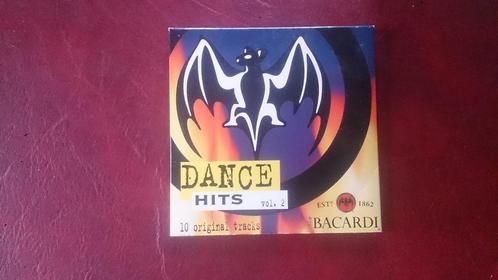 DANCE
HITS vol. 2
10 original tracks
ESTD 1862
BACARDI